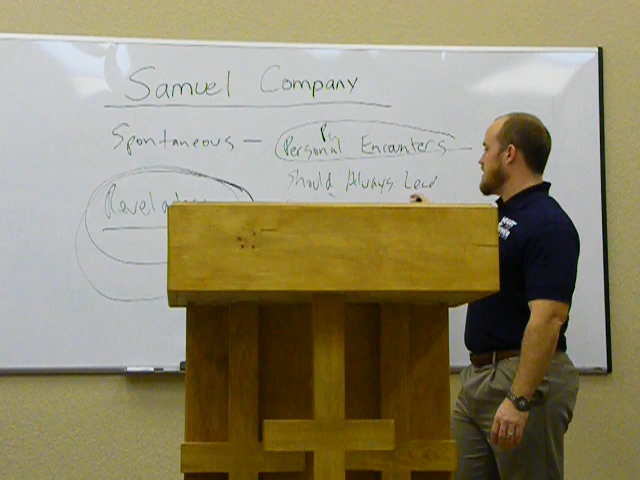 Samuel Company
Spontaneous — Personal Encounters —
Should Always Lead